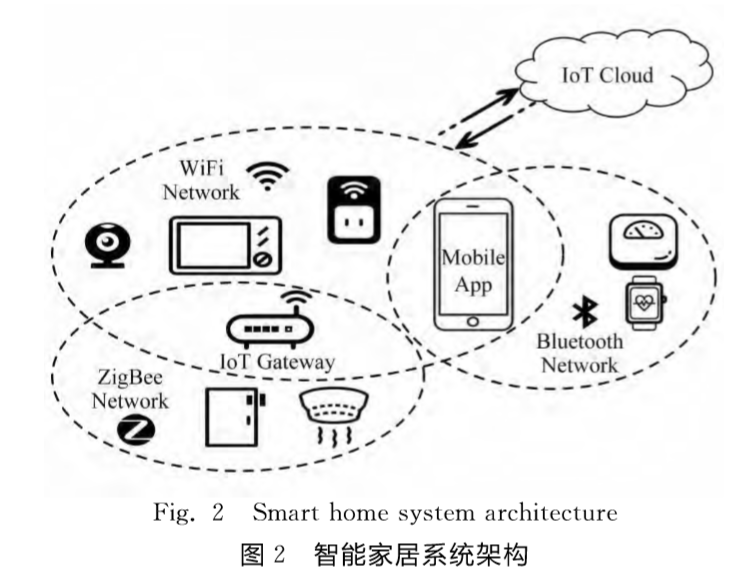 IoT Cloud
WiFi
Network
Mobile
App
IoT Gateway
Bluetooth
Network
ZigBee
Network
Fig. 2 Smart home system architecture
图 2 智能家居系统架构